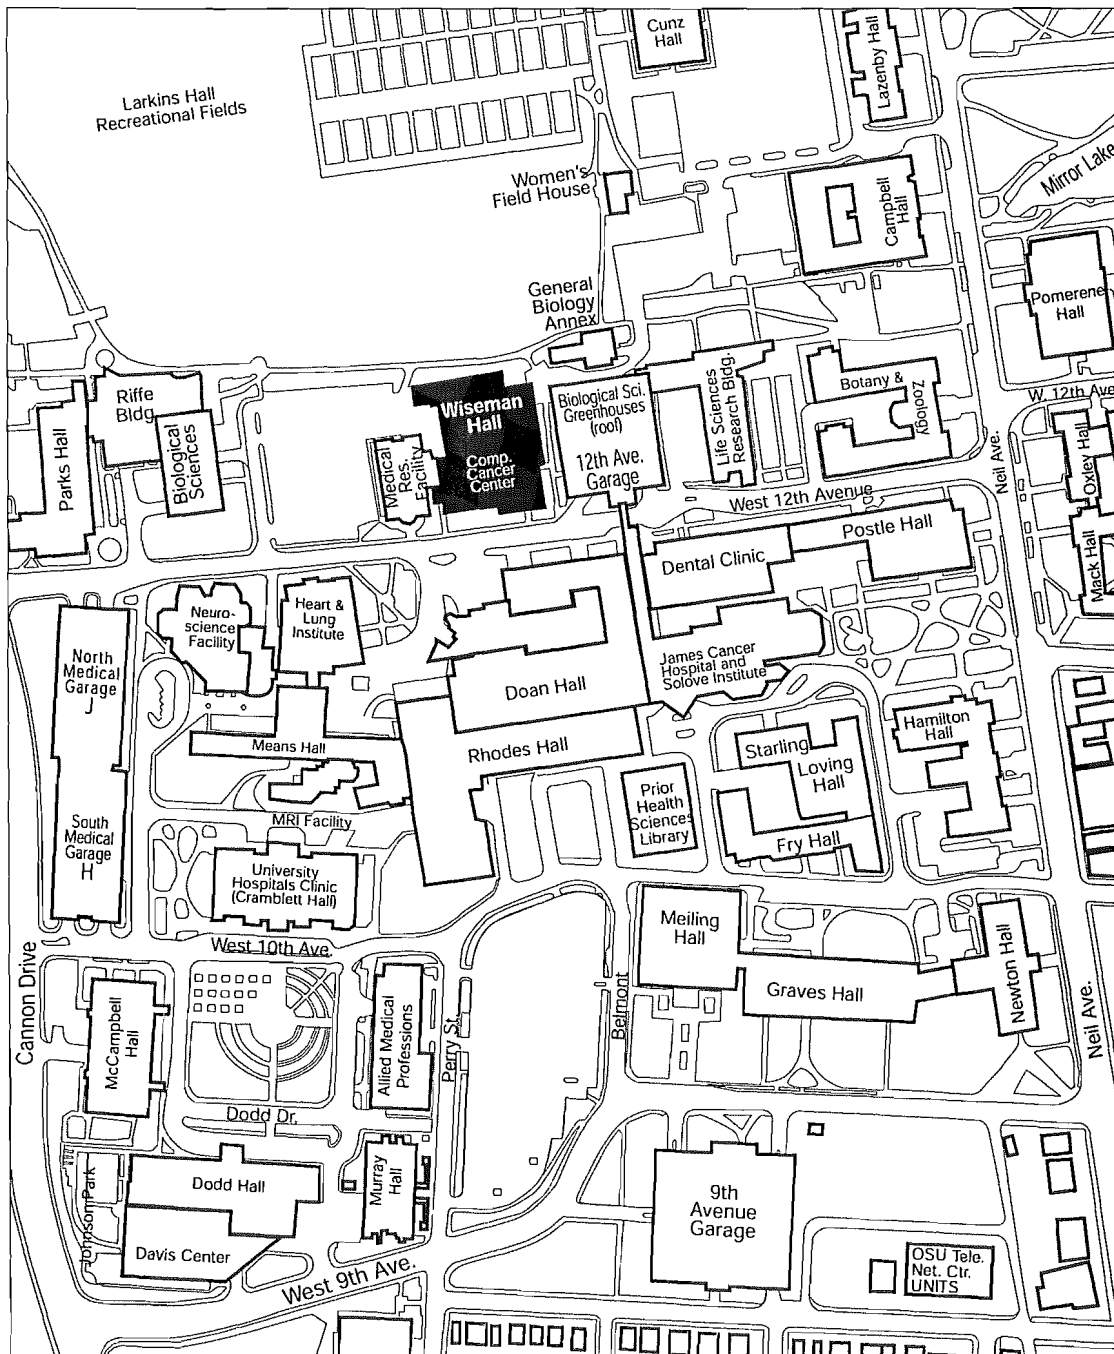 Cunz
Hall
Lazenby Hall
Larkins Hall
Recreational Fields
Mirror Lake
Women's
Field House
Campbell
Hall
General
Biology
Annex
Pomerene
Hall
Riffe
Bldg.
Parks Hall
Biological
Sciences
Medical
Res.
Facility
Wiseman
Hall
Comp.
Cancer
Center
Biological Sci.
Greenhouses
(roof)
12th Ave.
Garage
Life Sciences
Research Bldg.
Botany &
Zoology
W. 12th Ave
Neil Ave.
Oxley Hall
Mack Hall
West 12th Avenue
Dental Clinic
Postle Hall
Neuro-
science
Facility
Heart &
Lung
Institute
North
Medical
Garage
J
Doan Hall
James Cancer
Hospital and
Solove Institute
Means Hall
Rhodes Hall
Hamilton
Hall
Starling
Loving
Hall
Prior
Health
Sciences
Library
MRI Facility
South
Medical
Garage
H
Fry Hall
University
Hospitals Clinic
(Cramblett Hall)
Meiling
Hall
Graves Hall
Newton Hall
West 10th Ave.
Cannon Drive
McCampbell
Hall
Allied Medical
Professions
Perry St.
Belmont
Neil Ave.
Dodd Dr.
Johnson Park
Dodd Hall
Murray
Hall
Davis Center
9th
Avenue
Garage
West 9th Ave.
OSU Tele.
Net. Ctr.
UNITS